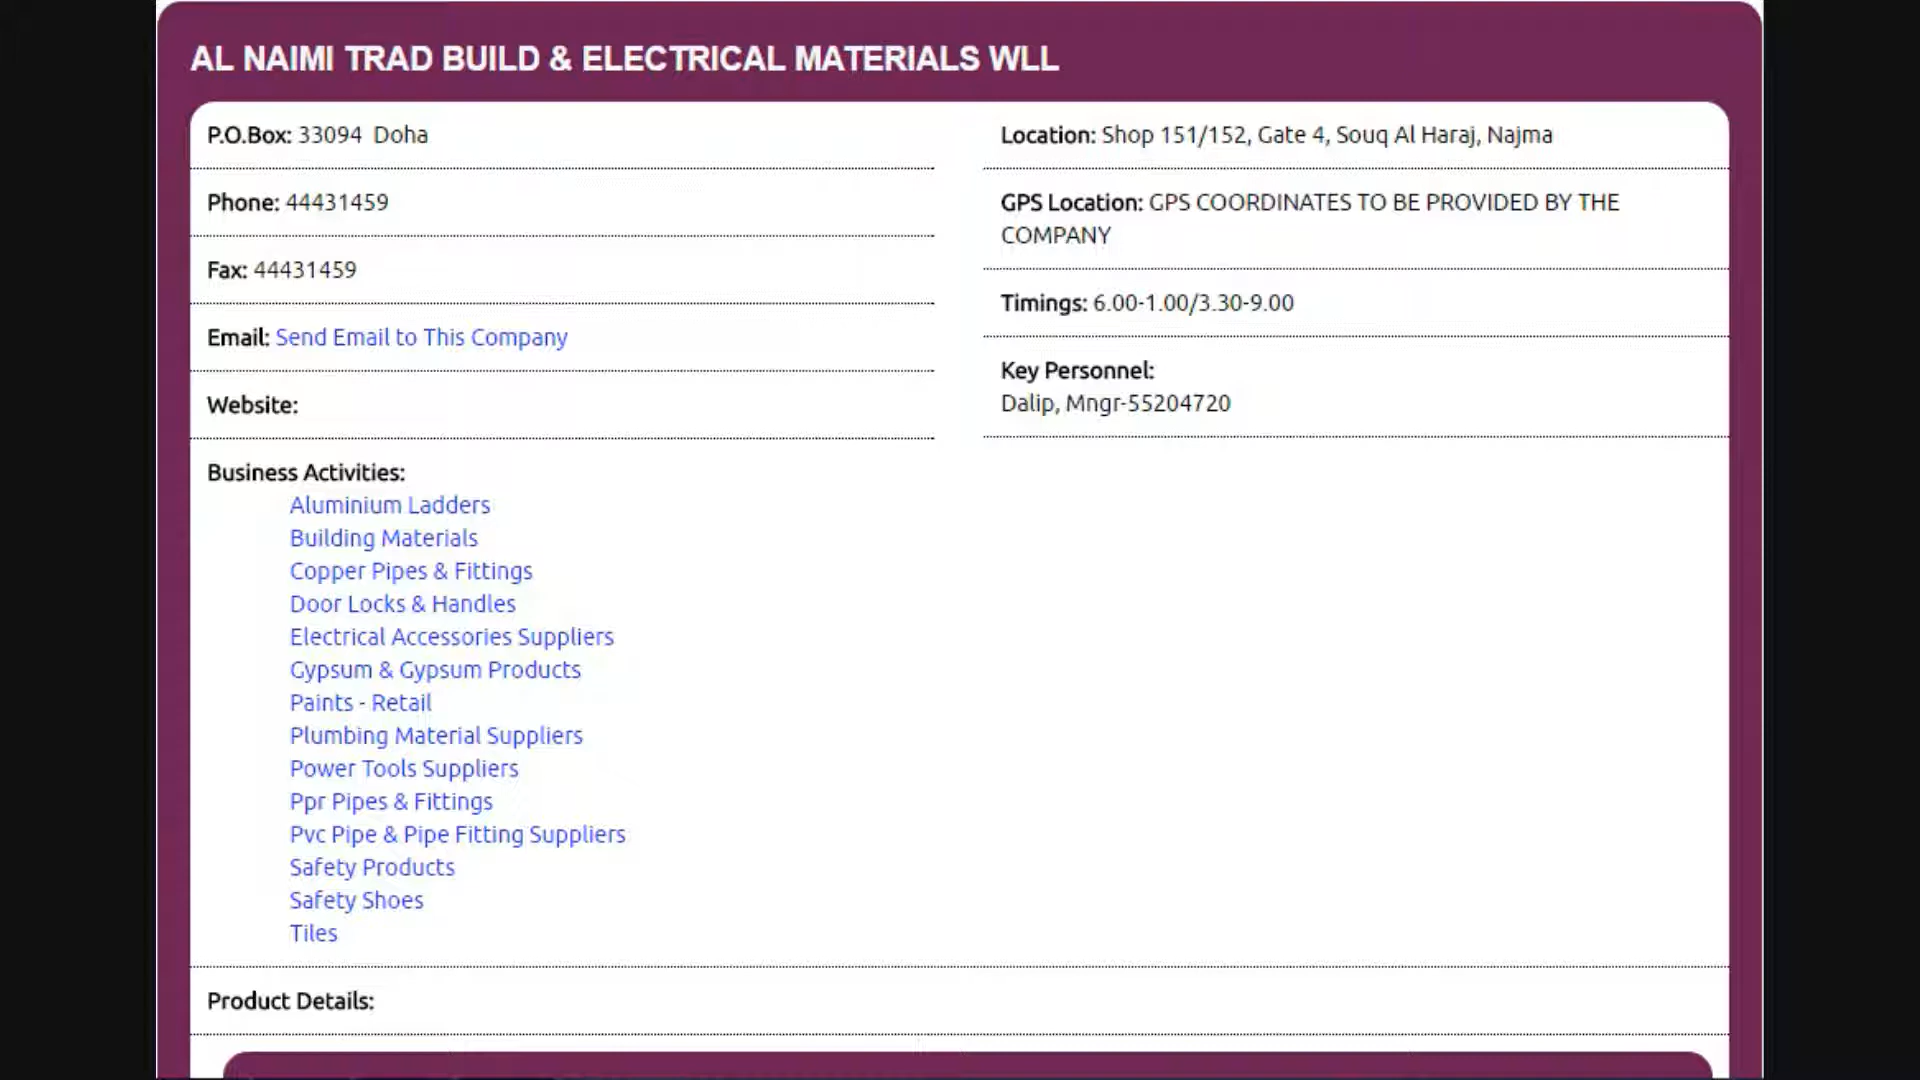 AL NAIMI TRAD BUILD & ELECTRICAL MATERIALS WLL
P.O.Box: 33094 Doha
Phone: 44431459
Fax: 44431459
Email: Send Email to This Company
Website:
Location: Shop 151/152, Gate 4, Souq Al Haraj, Najma
GPS Location: GPS COORDINATES TO BE PROVIDED BY THE
COMPANY
Timings: 6.00-1.00/3.30-9.00
Key Personnel:
Dalip, Mngr-55204720
Business Activities:
Aluminium Ladders
Building Materials
Copper Pipes & Fittings
Door Locks & Handles
Electrical Accessories Suppliers
Gypsum & Gypsum Products
Paints - Retail
Plumbing Material Suppliers
Power Tools Suppliers
Ppr Pipes & Fittings
Pvc Pipe & Pipe Fitting Suppliers
Safety Products
Safety Shoes
Tiles
Product Details: